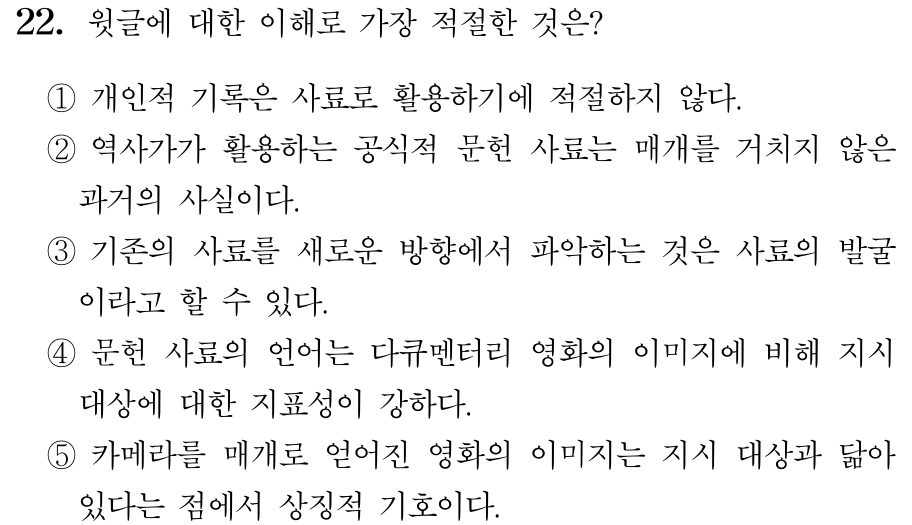 22. 윗글에 대한 이해로 가장 적절한 것은?
① 개인적 기록은 사료로 활용하기에 적절하지 않다.
② 역사가가 활용하는 공식적 문헌 사료는 매개를 거치지 않은
과거의 사실이다.
③ 기존의 사료를 새로운 방향에서 파악하는 것은 사료의 발굴
이라고 할 수 있다.
④ 문헌 사료의 언어는 다큐멘터리 영화의 이미지에 비해 지시
대상에 대한 지표성이 강하다.
⑤ 카메라를 매개로 얻어진 영화의 이미지는 지시 대상과 닮아
있다는 점에서 상징적 기호이다.